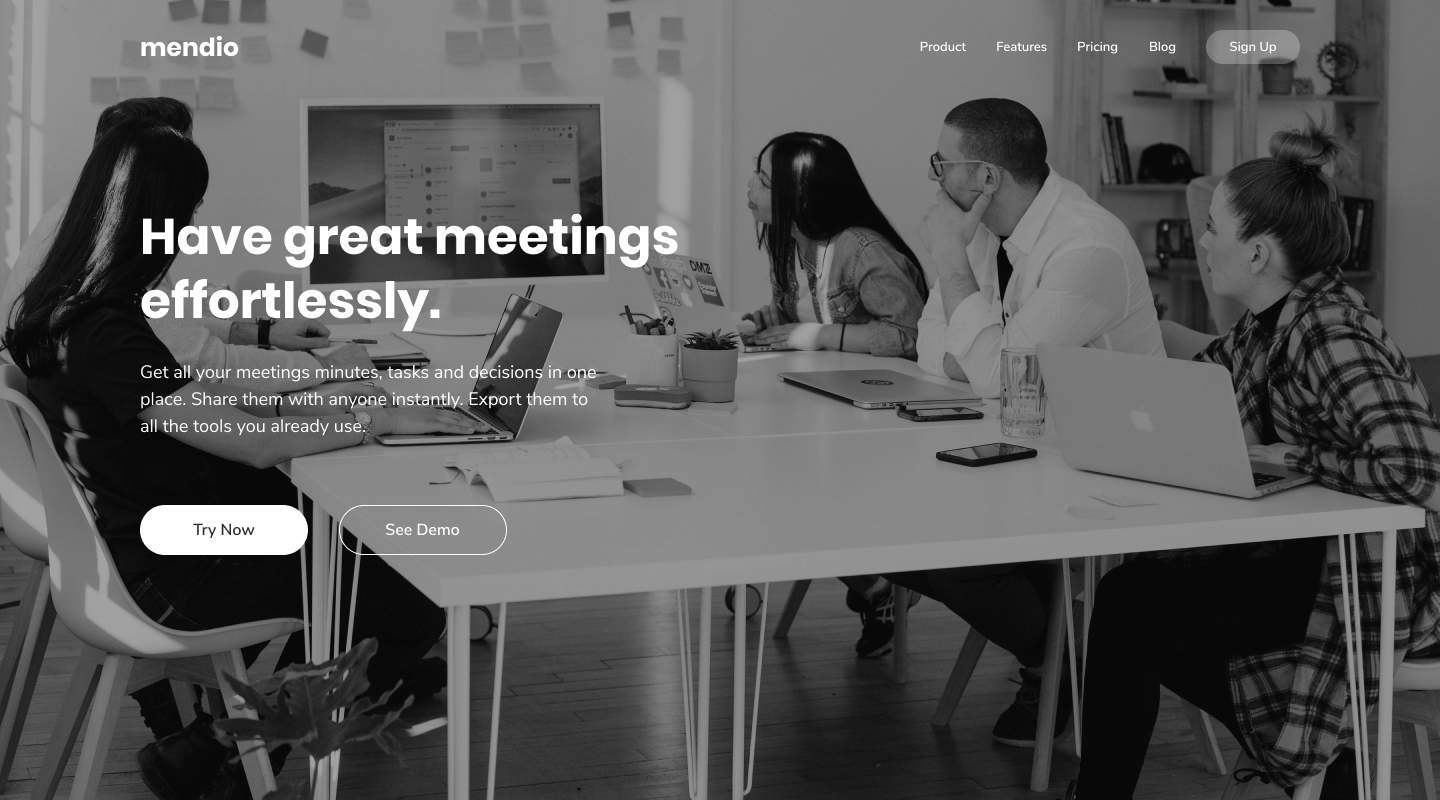 mendio
Product Features Pricing Blog Sign Up
DMZ
Have great meetings
effortlessly.
Get all your meetings minutes, tasks and decisions in one
place. Share them with anyone instantly. Export them to
all the tools you already use.
Try Now See Demo